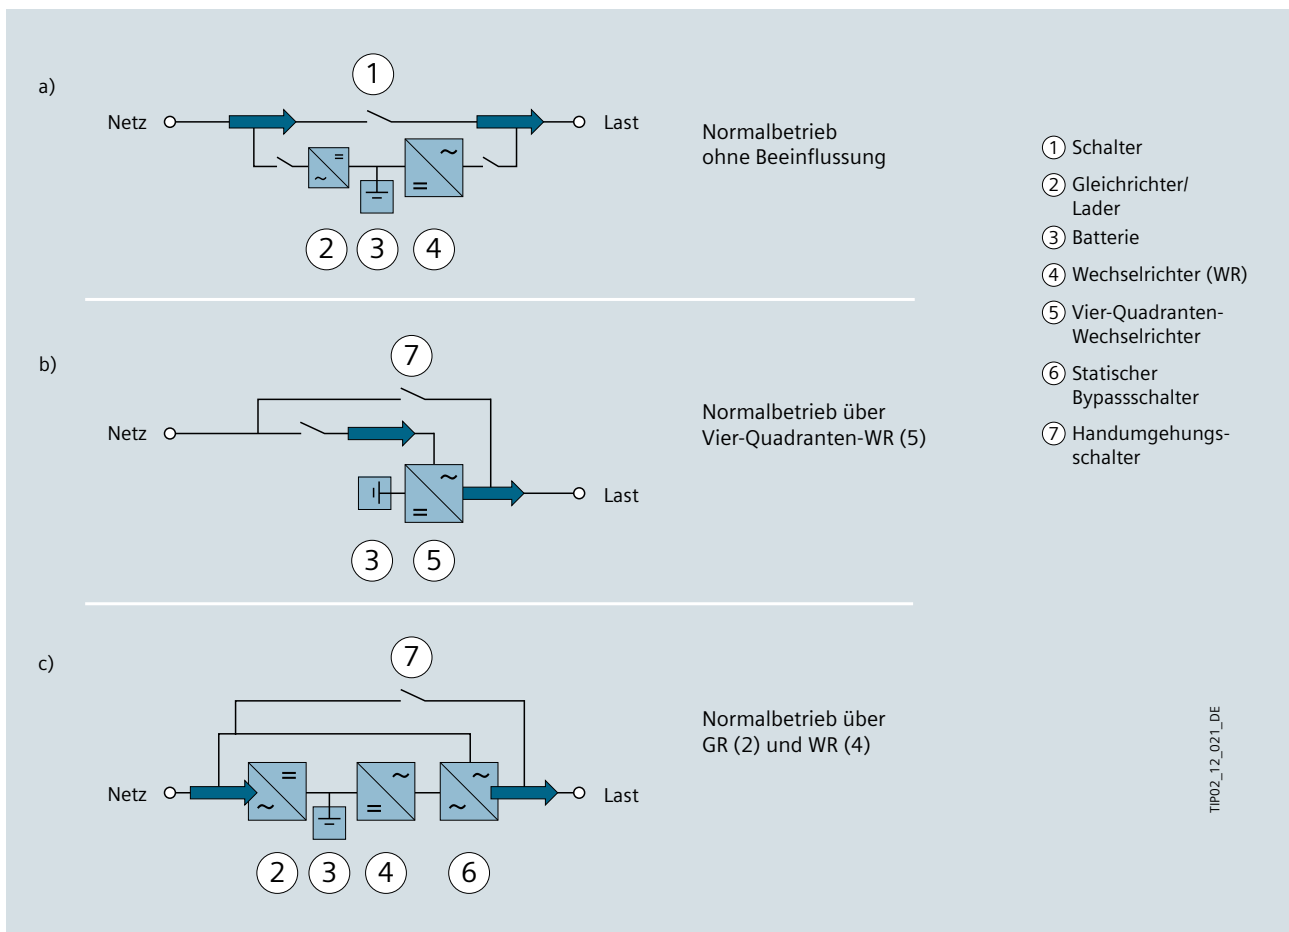 a)
1
Netz
Last
=
~
~
=
2
3
4
Normalbetrieb
ohne Beeinflussung
b)
7
Netz
~
=
Last
3
5
Normalbetrieb über
Vier-Quadranten-WR (5)
c)
7
Netz
=
~
~
=
~
~
Last
2
3
4
6
Normalbetrieb über
GR (2) und WR (4)
1 Schalter
2 Gleichrichter/
Lader
3 Batterie
4 Wechselrichter (WR)
5 Vier-Quadranten-
Wechselrichter
6 Statischer
Bypassschalter
7 Handumgehungs-
schalter
TIP02_12_021_DE